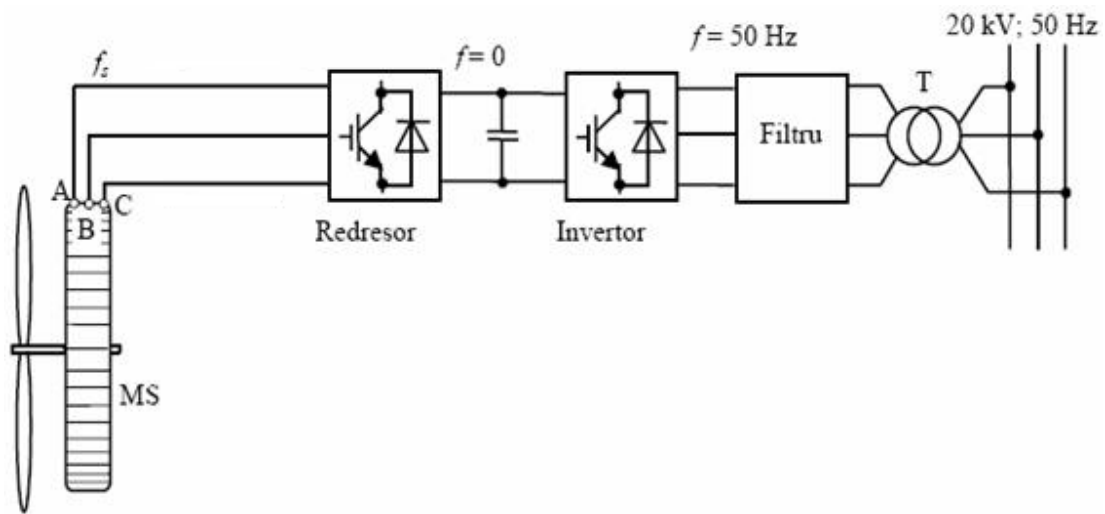 20 kV; 50 Hz
f = 50 Hz
f = 0
fs
T
Filtru
A
B
C
Redresor
Invertor
MS